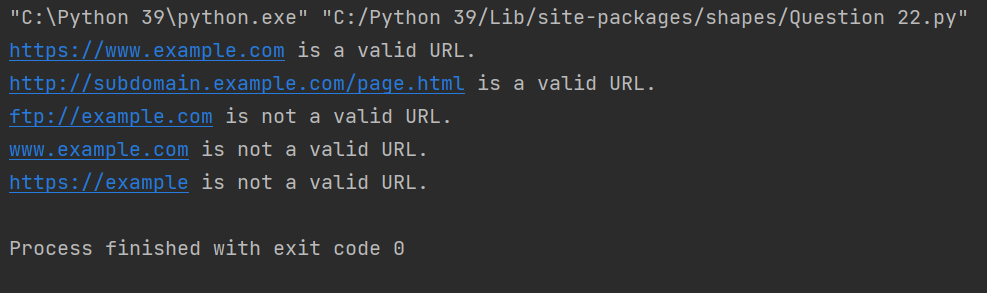 "C:\Python 39\python.exe" "C:/Python 39/Lib/site-packages/shapes/Question 22.py"
https://www.example.com is a valid URL.
http://subdomain.example.com/page.html is a valid URL.
ftp://example.com is not a valid URL.
www.example.com is not a valid URL.
https://example is not a valid URL.
Process finished with exit code 0